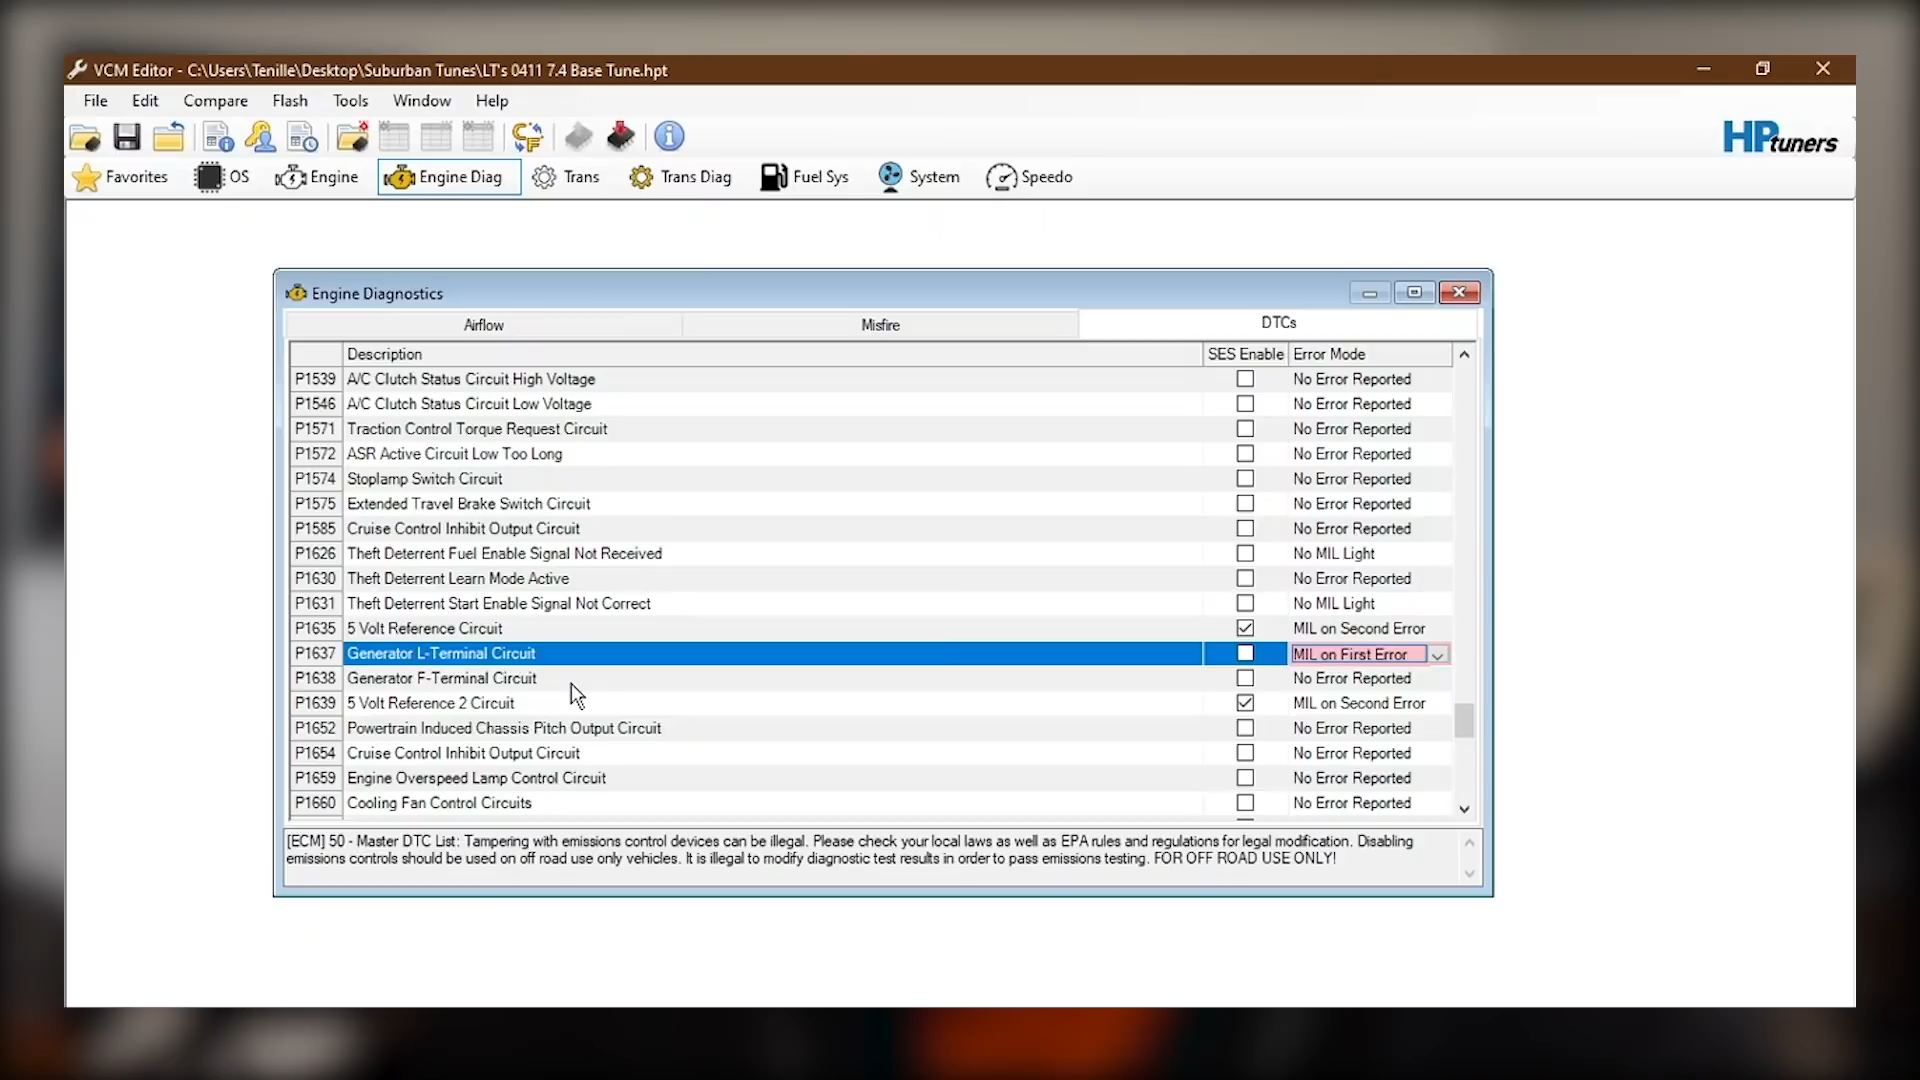 VCM Editor - C:\Users\Tenille\Desktop\Suburban Tunes\LT's 0411 7.4 Base Tune.hpt
File Edit Compare Flash Tools Window Help
HPtuners
Favorites OS Engine Engine Diag Trans Trans Diag Fuel Sys System Speedo
Engine Diagnostics
Airflow Misfire DTCs
Description SES Enable Error Mode
P1539 A/C Clutch Status Circuit High Voltage No Error Reported
P1546 A/C Clutch Status Circuit Low Voltage No Error Reported
P1571 Traction Control Torque Request Circuit No Error Reported
P1572 ASR Active Circuit Low Too Long No Error Reported
P1574 Stoplamp Switch Circuit No Error Reported
P1575 Extended Travel Brake Switch Circuit No Error Reported
P1585 Cruise Control Inhibit Output Circuit No Error Reported
P1626 Theft Deterrent Fuel Enable Signal Not Received No MIL Light
P1630 Theft Deterrent Learn Mode Active No Error Reported
P1631 Theft Deterrent Start Enable Signal Not Correct No MIL Light
P1635 5 Volt Reference Circuit MIL on Second Error
P1637 Generator L-Terminal Circuit MIL on First Error
P1638 Generator F-Terminal Circuit No Error Reported
P1639 5 Volt Reference 2 Circuit MIL on Second Error
P1652 Powertrain Induced Chassis Pitch Output Circuit No Error Reported
P1654 Cruise Control Inhibit Output Circuit No Error Reported
P1659 Engine Overspeed Lamp Control Circuit No Error Reported
P1660 Cooling Fan Control Circuits No Error Reported
[ECM] 50 - Master DTC List: Tampering with emissions control devices can be illegal. Please check your local laws as well as EPA rules and regulations for legal modification. Disabling
emissions controls should be used on off road use only vehicles. It is illegal to modify diagnostic test results in order to pass emissions testing. FOR OFF ROAD USE ONLY!